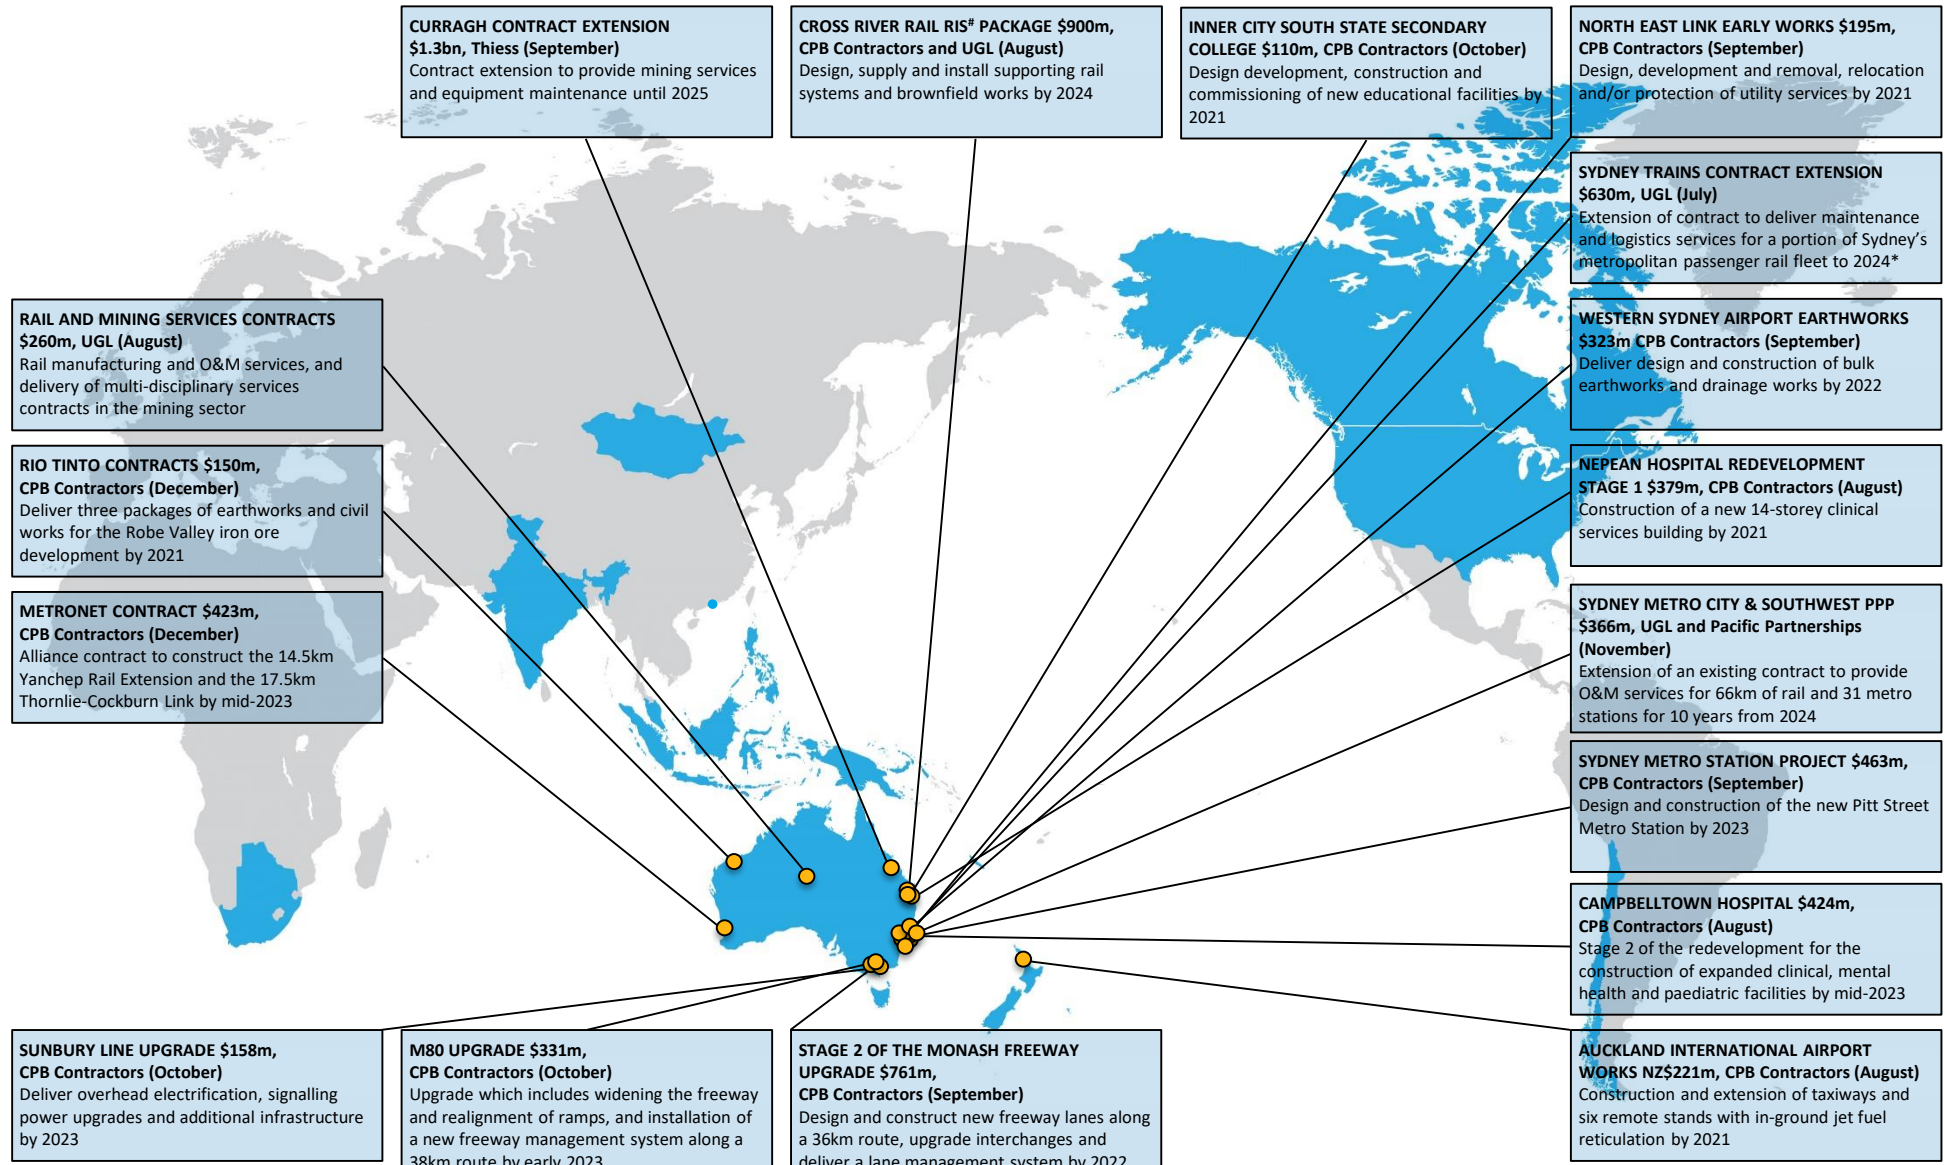 CURRAGH CONTRACT EXTENSION
$1.3bn, Thiess (September)
Contract extension to provide mining services
and equipment maintenance until 2025
CROSS RIVER RAIL RIS# PACKAGE $900m,
CPB Contractors and UGL (August)
Design, supply and install supporting rail
systems and brownfield works by 2024
INNER CITY SOUTH STATE SECONDARY
COLLEGE $110m, CPB Contractors (October)
Design development, construction and
commissioning of new educational facilities by
2021
NORTH EAST LINK EARLY WORKS $195m,
CPB Contractors (September)
Design, development and removal, relocation
and/or protection of utility services by 2021
SYDNEY TRAINS CONTRACT EXTENSION
$630m, UGL (July)
Extension of contract to deliver maintenance
and logistics services for a portion of Sydney's
metropolitan passenger rail fleet to 2024*
RAIL AND MINING SERVICES CONTRACTS
$260m, UGL (August)
Rail manufacturing and O&M services, and
delivery of multi-disciplinary services
contracts in the mining sector
WESTERN SYDNEY AIRPORT EARTHWORKS
$323m CPB Contractors (September)
Deliver design and construction of bulk
earthworks and drainage works by 2022
RIO TINTO CONTRACTS $150m,
CPB Contractors (December)
Deliver three packages of earthworks and civil
works for the Robe Valley iron ore
development by 2021
NEPEAN HOSPITAL REDEVELOPMENT
STAGE 1 $379m, CPB Contractors (August)
Construction of a new 14-storey clinical
services building by 2021
METRONET CONTRACT $423m,
CPB Contractors (December)
Alliance contract to construct the 14.5km
Yanchep Rail Extension and the 17.5km
Thornlie-Cockburn Link by mid-2023
SYDNEY METRO CITY & SOUTHWEST PPP
$366m, UGL and Pacific Partnerships
(November)
Extension of an existing contract to provide
O&M services for 66km of rail and 31 metro
stations for 10 years from 2024
SYDNEY METRO STATION PROJECT $463m,
CPB Contractors (September)
Design and construction of the new Pitt Street
Metro Station by 2023
CAMPBELLTOWN HOSPITAL $424m,
CPB Contractors (August)
Stage 2 of the redevelopment for the
construction of expanded clinical, mental
health and paediatric facilities by mid-2023
SUNBURY LINE UPGRADE $158m,
CPB Contractors (October)
Deliver overhead electrification, signalling
power upgrades and additional infrastructure
by 2023
M80 UPGRADE $331m,
CPB Contractors (October)
Upgrade which includes widening the freeway
and realignment of ramps, and installation of
a new freeway management system along a
38km route by early 2023
STAGE 2 OF THE MONASH FREEWAY
UPGRADE $761m,
CPB Contractors (September)
Design and construct new freeway lanes along
a 36km route, upgrade interchanges and
deliver a lane management system by 2022
AUCKLAND INTERNATIONAL AIRPORT
WORKS NZ$221m, CPB Contractors (August)
Construction and extension of taxiways and
six remote stands with in-ground jet fuel
reticulation by 2021